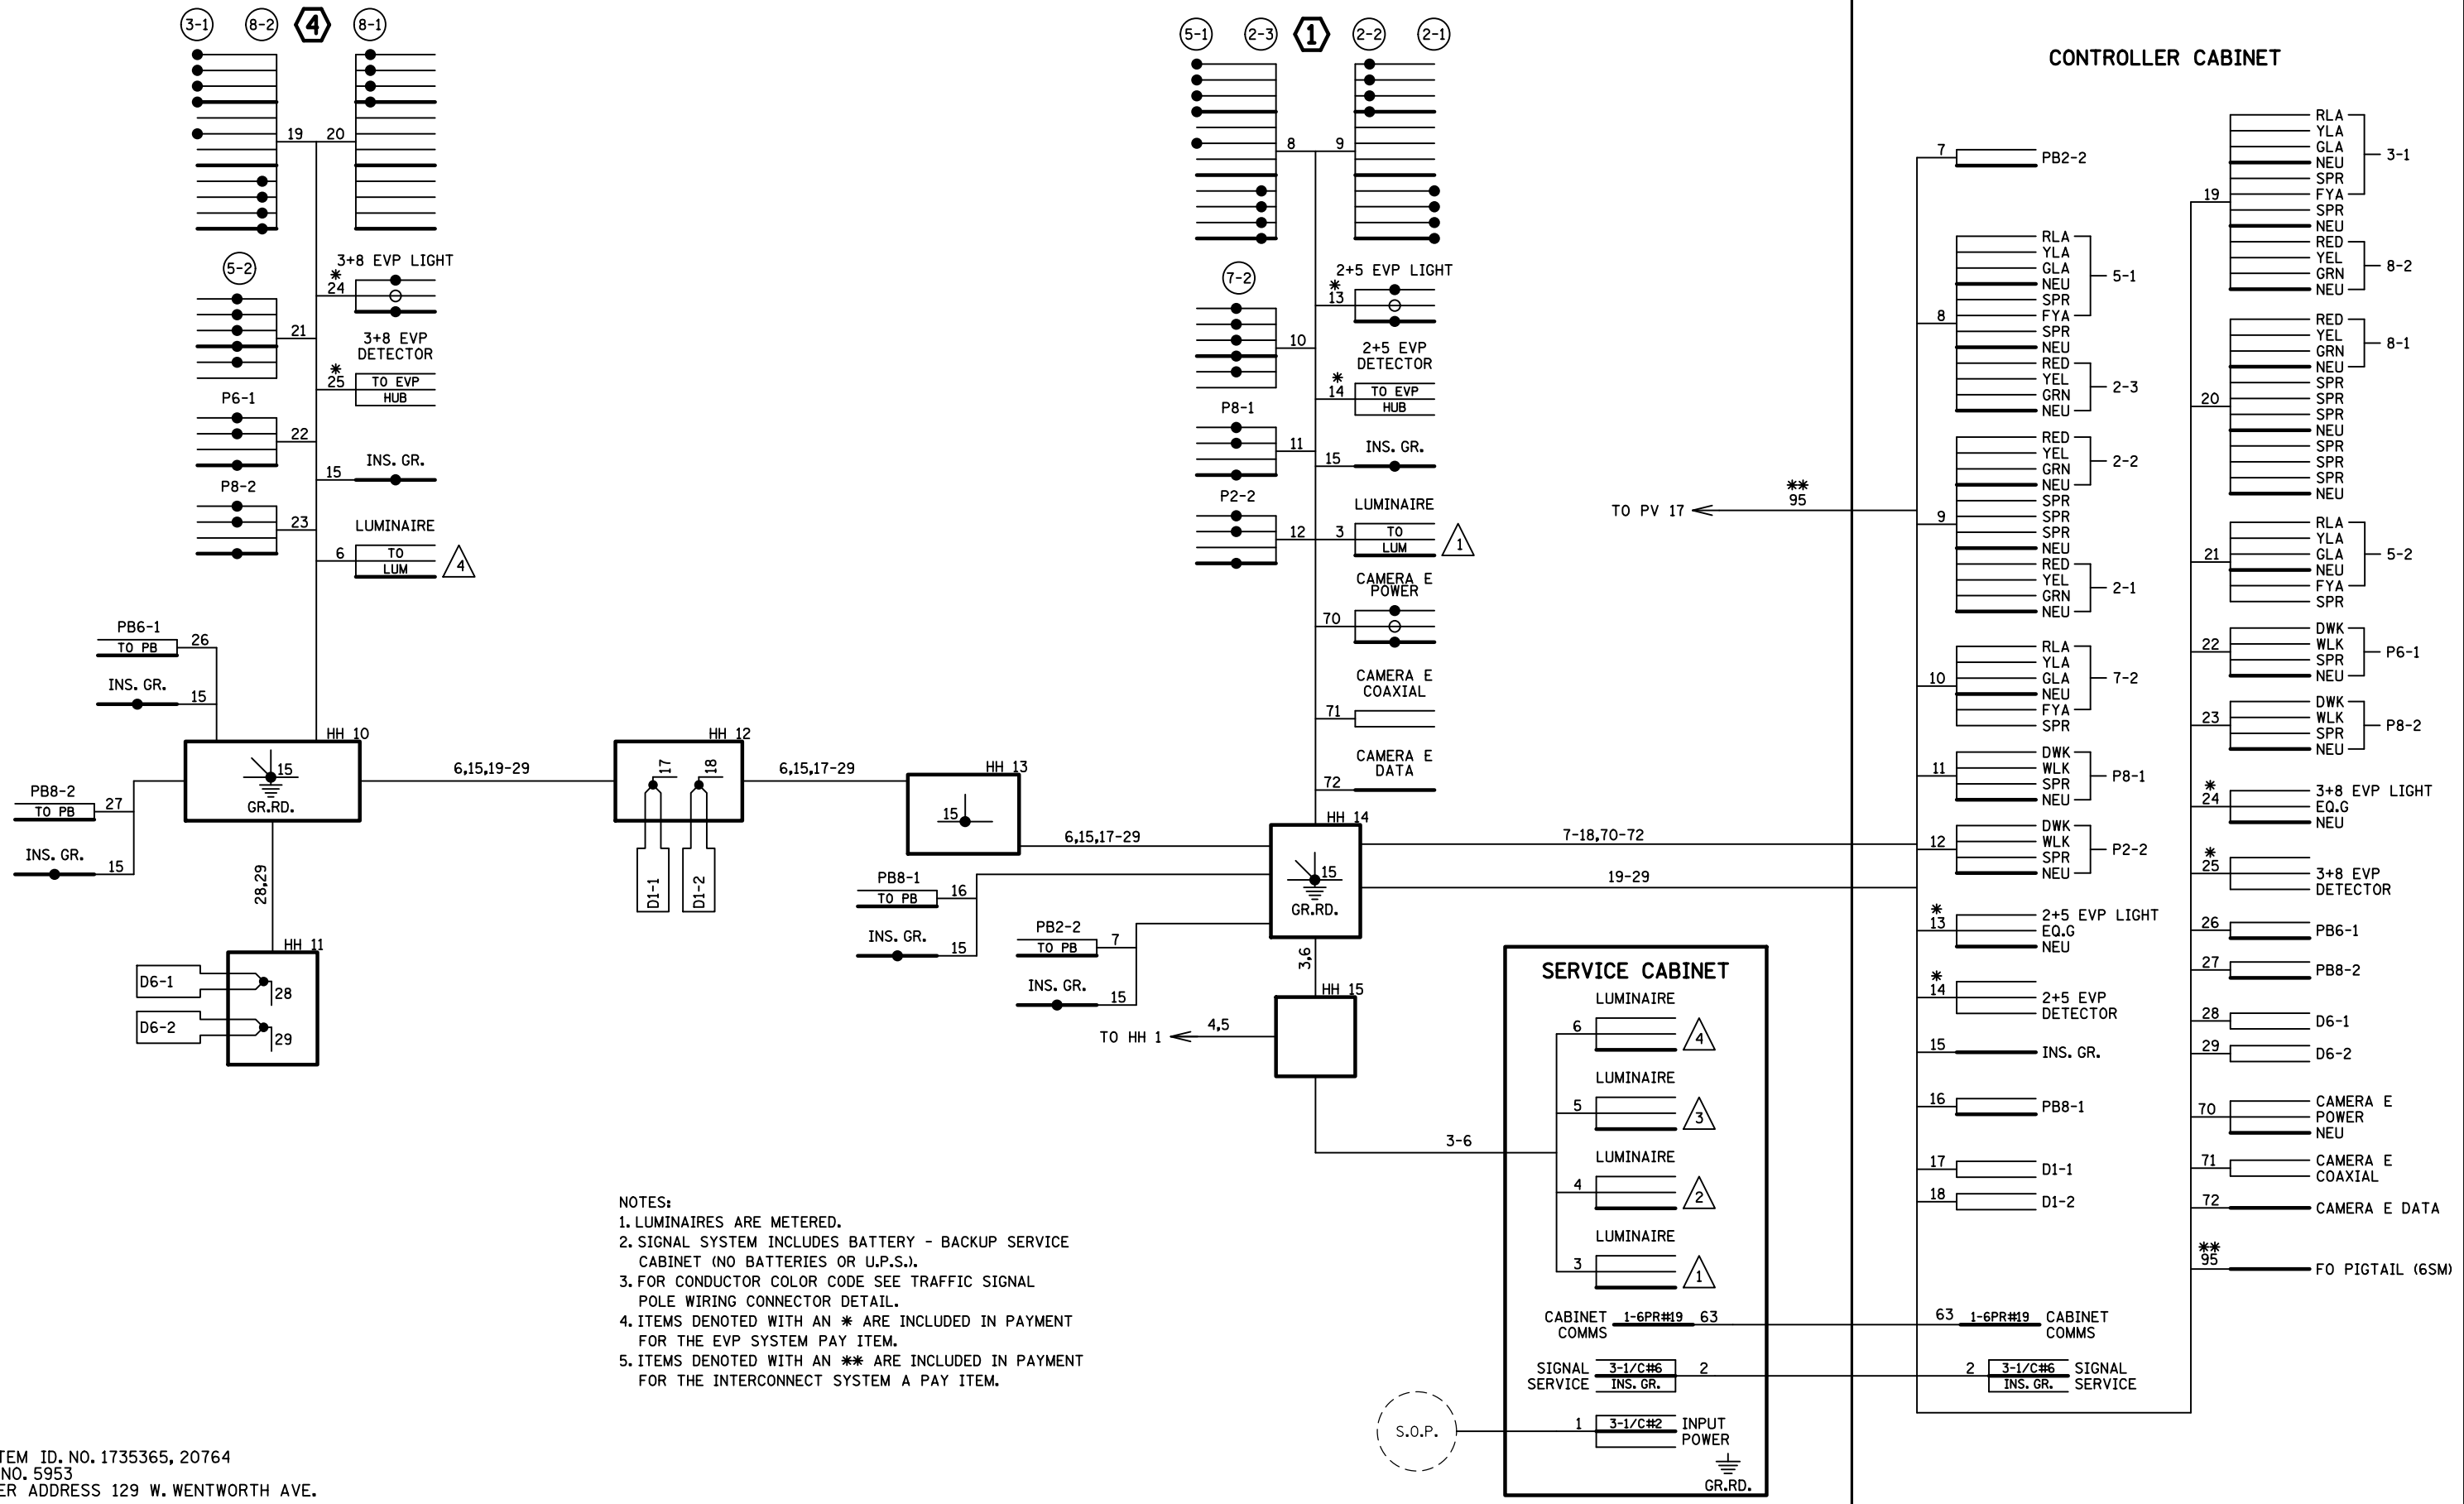 3-1 8-2 4 8-1
19 20
5-2
3+8 EVP LIGHT
*
24
21
3+8 EVP
DETECTOR
*
25 TO EVP
HUB
P6-1
22
INS. GR.
15
P8-2
23
LUMINAIRE
6 TO
LUM 4
PB6-1
TO PB 26
INS. GR.
15
HH 10
15
GR.RD.
PB8-2
TO PB 27
INS. GR.
15
28,29
HH 11
D6-1
28
D6-2
29
6,15,19-29
HH 12
17 18
D1-1 D1-2
6,15,17-29
HH 13
15
6,15,17-29
5-1 2-3 1 2-2 2-1
8 9
7-2
2+5 EVP LIGHT
*
13
10
2+5 EVP
DETECTOR
*
14 TO EVP
HUB
P8-1
11
INS. GR.
15
P2-2
12
LUMINAIRE
3 TO
LUM 1
CAMERA E
POWER
70
CAMERA E
COAXIAL
71
CAMERA E
DATA
72
HH 14
15
GR.RD.
PB8-1
TO PB 16
INS. GR.
15
PB2-2
TO PB 7
INS. GR.
15
3,6
HH 15
TO HH 1 4,5
3-6
7-18,70-72
19-29
TO PV 17
**
95
SERVICE CABINET
LUMINAIRE
6 4
LUMINAIRE
5 3
LUMINAIRE
4 2
LUMINAIRE
3 1
CABINET
COMMS 1-6PR#19 63
SIGNAL
SERVICE 3-1/C#6 2
INS. GR.
S.O.P.
1 3-1/C#2 INPUT
POWER
GR.RD.
NOTES:
1. LUMINAIRES ARE METERED.
2. SIGNAL SYSTEM INCLUDES BATTERY - BACKUP SERVICE
CABINET (NO BATTERIES OR U.P.S.).
3. FOR CONDUCTOR COLOR CODE SEE TRAFFIC SIGNAL
POLE WIRING CONNECTOR DETAIL.
4. ITEMS DENOTED WITH AN * ARE INCLUDED IN PAYMENT
FOR THE EVP SYSTEM PAY ITEM.
5. ITEMS DENOTED WITH AN ** ARE INCLUDED IN PAYMENT
FOR THE INTERCONNECT SYSTEM A PAY ITEM.
TEM ID. NO. 1735365, 20764
NO. 5953
ER ADDRESS 129 W. WENTWORTH AVE.
CONTROLLER CABINET
7 PB2-2
8
RLA
YLA
GLA
NEU
SPR
FYA
5-1
SPR
NEU
RED
YEL
GRN
NEU
2-3
9
RED
YEL
GRN
NEU
2-2
SPR
SPR
SPR
NEU
RED
YEL
GRN
NEU
2-1
10
RLA
YLA
GLA
NEU
FYA
7-2
SPR
11
DWK
WLK
SPR
NEU
P8-1
12
DWK
WLK
SPR
NEU
P2-2
*
13
2+5 EVP LIGHT
EQ.G
NEU
*
14
2+5 EVP
DETECTOR
15 INS. GR.
16 PB8-1
17 D1-1
18 D1-2
63 1-6PR#19 CABINET
COMMS
2 3-1/C#6 SIGNAL
INS. GR. SERVICE
19
RLA
YLA
GLA
NEU
SPR
FYA
3-1
SPR
NEU
RED
YEL
GRN
NEU
8-2
20
RED
YEL
GRN
NEU
8-1
SPR
SPR
SPR
NEU
SPR
SPR
SPR
NEU
21
RLA
YLA
GLA
NEU
FYA
5-2
SPR
22
DWK
WLK
SPR
NEU
P6-1
23
DWK
WLK
SPR
NEU
P8-2
*
24
3+8 EVP LIGHT
EQ.G
NEU
*
25
3+8 EVP
DETECTOR
26 PB6-1
27 PB8-2
28 D6-1
29 D6-2
70
CAMERA E
POWER
NEU
71
CAMERA E
COAXIAL
72 CAMERA E DATA
**
95 FO PIGTAIL (6SM)